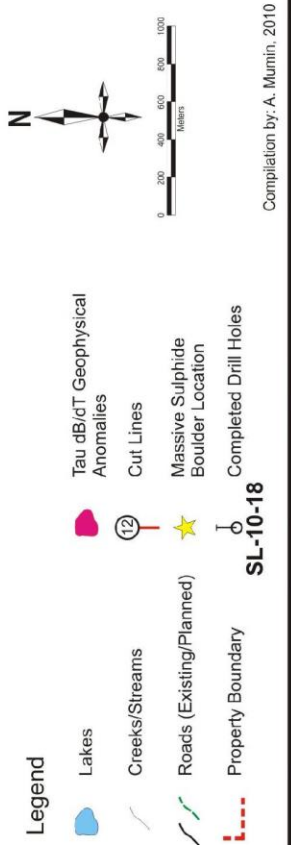 Legend
Lakes
Creeks/Streams
Roads (Existing/Planned)
Property Boundary
Tau dB/dT Geophysical
Anomalies
12
Cut Lines
Massive Sulphide
Boulder Location
Completed Drill Holes
SL-10-18
N
0 200 400 600 800 1000
Meters
Compilation by: A. Mumin, 2010